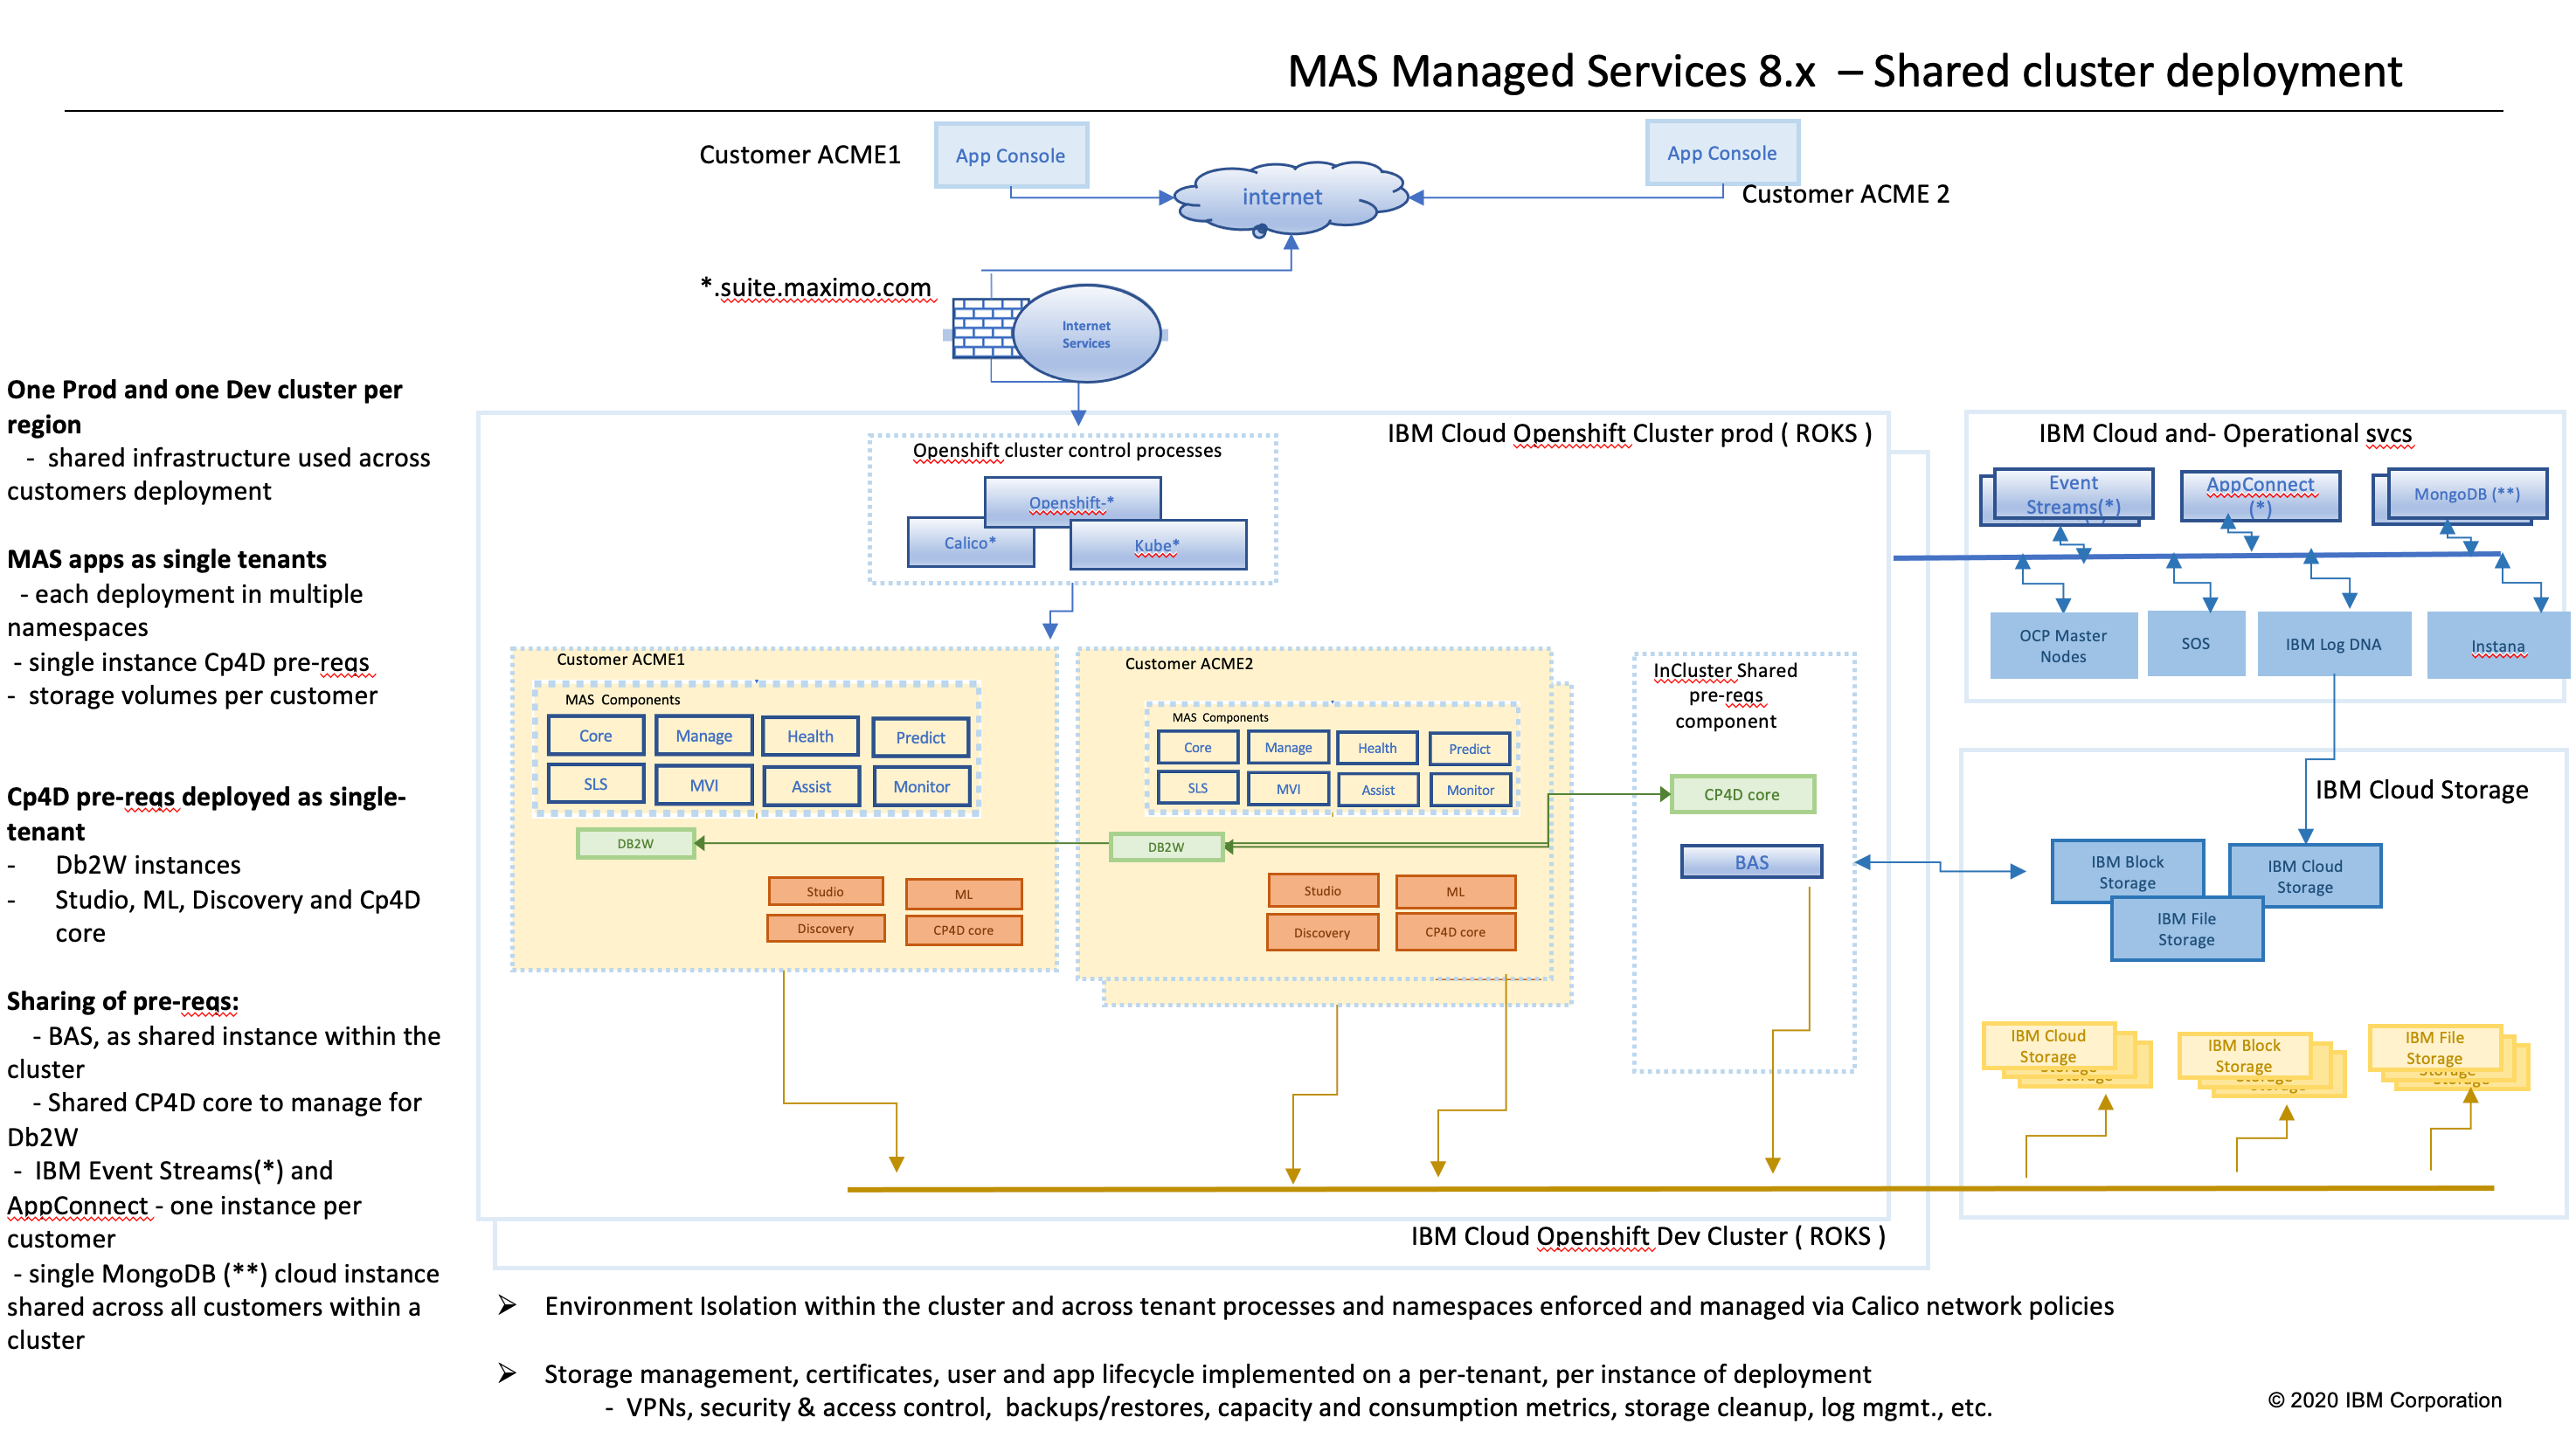 MAS Managed Services 8.x – Shared cluster deployment
Customer ACME1
App Console
internet
App Console
Customer ACME 2
*.suite.maximo.com
Internet
Services
One Prod and one Dev cluster per
region
- shared infrastructure used across
customers deployment
MAS apps as single tenants
- each deployment in multiple
namespaces
- single instance Cp4D pre-reqs
- storage volumes per customer
Cp4D pre-reqs deployed as single-
tenant
- Db2W instances
- Studio, ML, Discovery and Cp4D
core
Sharing of pre-reqs:
- BAS, as shared instance within the
cluster
- Shared CP4D core to manage for
Db2W
- IBM Event Streams(*) and
AppConnect - one instance per
customer
- single MongoDB (**) cloud instance
shared across all customers within a
cluster
IBM Cloud Openshift Cluster prod ( ROKS )
Openshift cluster control processes
Openshift-*
Calico*
Kube*
Customer ACME1
MAS Components
Core
Manage
Health
Predict
SLS
MVI
Assist
Monitor
DB2W
Studio
ML
Discovery
CP4D core
Customer ACME2
MAS Components
Core
Manage
Health
Predict
SLS
MVI
Assist
Monitor
DB2W
Studio
ML
Discovery
CP4D core
InCluster Shared
pre-reqs
component
CP4D core
BAS
IBM Cloud Openshift Dev Cluster ( ROKS )
IBM Cloud and- Operational svcs
Event
Streams(*)
AppConnect
(*)
MongoDB (**)
OCP Master
Nodes
SOS
IBM Log DNA
Instana
IBM Cloud Storage
IBM Block
Storage
IBM Cloud
Storage
IBM File
Storage
IBM Cloud
Storage
Storage
Storage
IBM Block
Storage
Storage
Storage
IBM File
Storage
Storage
Storage
➢ Environment Isolation within the cluster and across tenant processes and namespaces enforced and managed via Calico network policies
➢ Storage management, certificates, user and app lifecycle implemented on a per-tenant, per instance of deployment
- VPNs, security & access control, backups/restores, capacity and consumption metrics, storage cleanup, log mgmt., etc.
© 2020 IBM Corporation